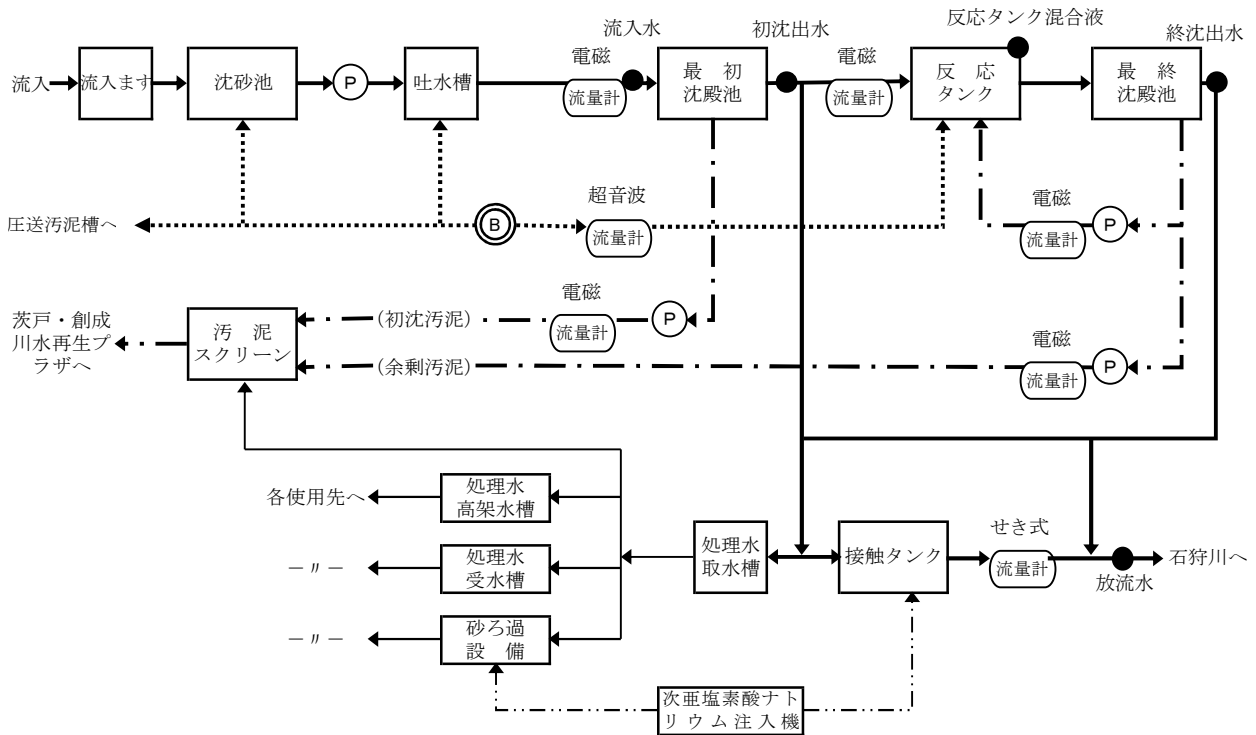 反応タンク混合液
流入水
初沈出水
終沈出水
電磁
電磁
流入
流入ます
沈砂池
P
吐水槽
流量計
最　初
沈殿池
流量計
反　応
タンク
最　終
沈殿池
超音波
電磁
圧送汚泥槽へ
B
流量計
流量計
P
電磁
茨戸・創成
川水再生プ
ラザへ
汚　泥
スクリーン
(初沈汚泥)
流量計
P
電磁
(余剰汚泥)
流量計
P
各使用先へ
処理水
高架水槽
せき式
－〃－
処理水
受水槽
処理水
取水槽
接触タンク
流量計
石狩川へ
放流水
－〃－
砂ろ過
設　備
次亜塩素酸ナト
リウム注入機